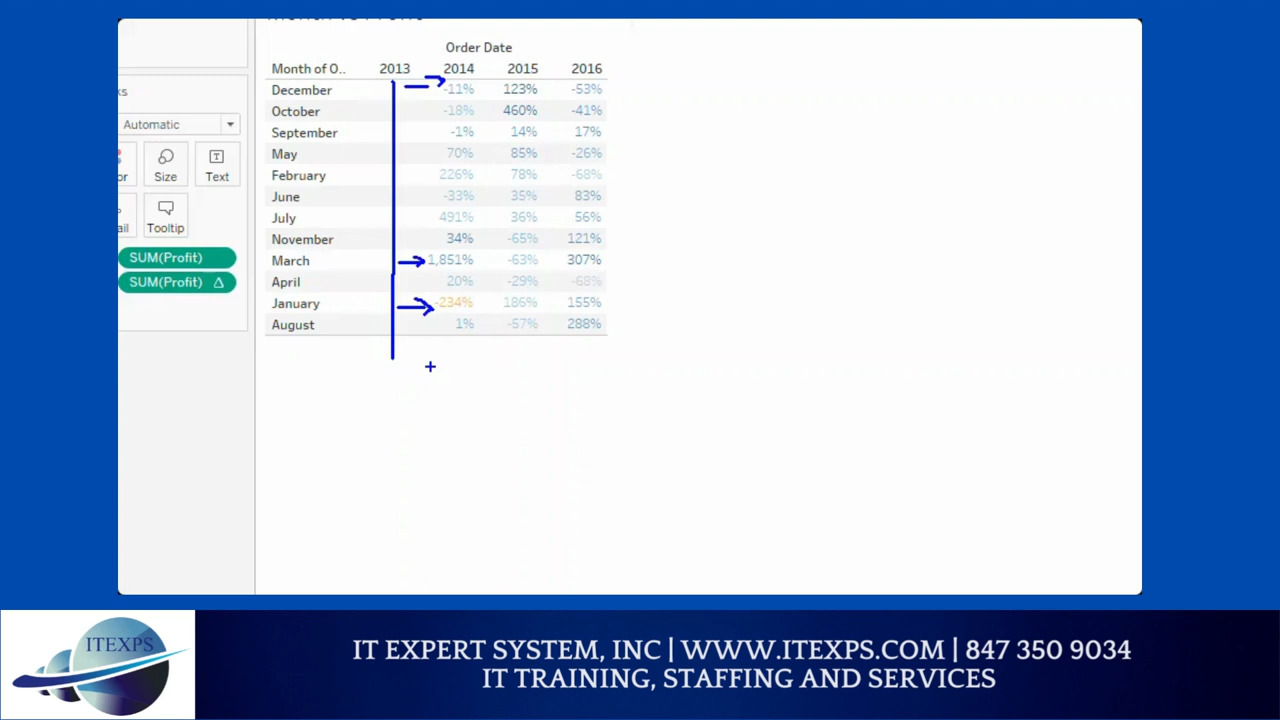 Order Date
Month of O.. 2013 2014 2015 2016
December -11% 123% -53%
October -18% 460% -41%
September -1% 14% 17%
May 70% 85% -26%
February 226% 78% -68%
June -33% 35% 83%
July 491% 36% 56%
November 34% -65% 121%
March 1,851% -63% 307%
April 20% -29% -68%
January -234% 186% 155%
August 1% -57% 288%
Automatic
Size Text
Tooltip
SUM(Profit)
SUM(Profit) Δ
ITEXPS
IT EXPERT SYSTEM, INC | WWW.ITEXPS.COM | 847 350 9034
IT TRAINING, STAFFING AND SERVICES